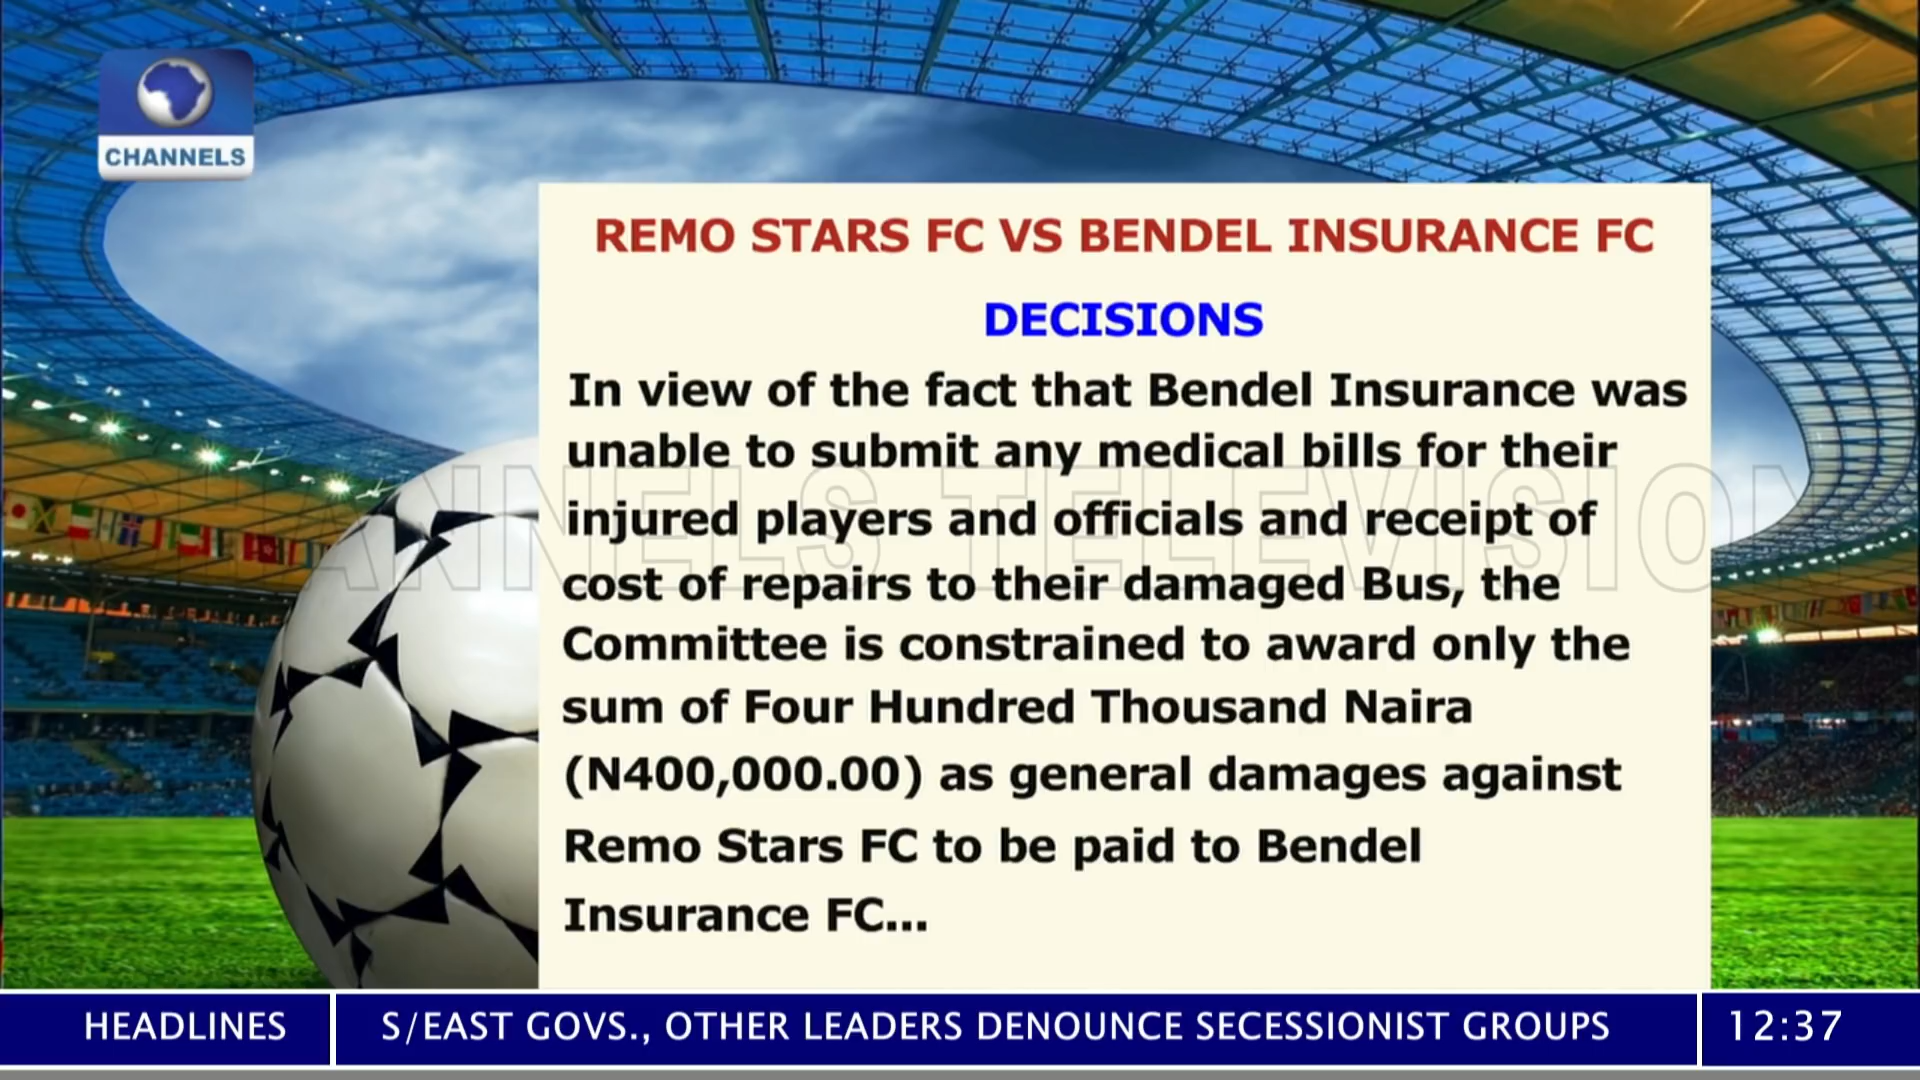 CHANNELS
REMO STARS FC VS BENDEL INSURANCE FC
DECISIONS
In view of the fact that Bendel Insurance was
unable to submit any medical bills for their
injured players and officials and receipt of
cost of repairs to their damaged Bus, the
Committee is constrained to award only the
sum of Four Hundred Thousand Naira
(N400,000.00) as general damages against
Remo Stars FC to be paid to Bendel
Insurance FC...
CHANNELS TELEVISION
HEADLINES
S/EAST GOVS., OTHER LEADERS DENOUNCE SECESSIONIST GROUPS
12:37